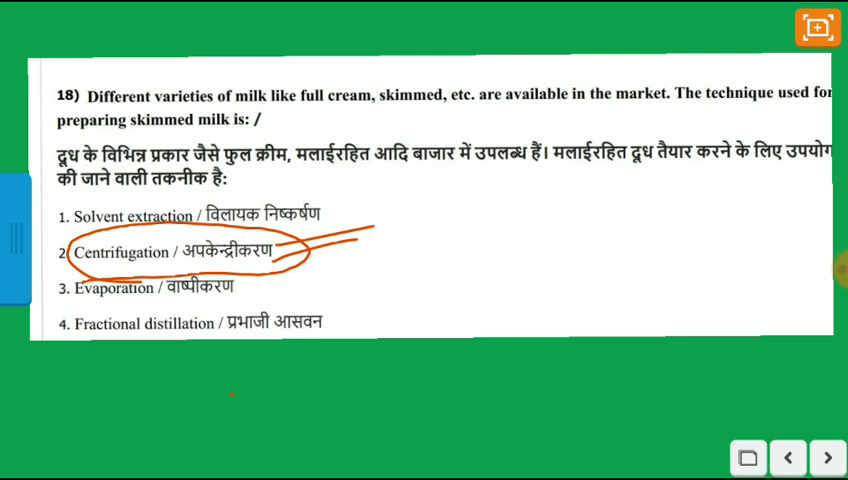 18) Different varieties of milk like full cream, skimmed, etc. are available in the market. The technique used for
preparing skimmed milk is: /
दूध के विभिन्न प्रकार जैसे फुल क्रीम, मलाईरहित आदि बाजार में उपलब्ध हैं। मलाईरहित दूध तैयार करने के लिए उपयोग
की जाने वाली तकनीक है:
1. Solvent extraction / विलायक निष्कर्षण
2 Centrifugation / अपकेन्द्रीकरण
3. Evaporation / वाष्पीकरण
4. Fractional distillation / प्रभाजी आसवन